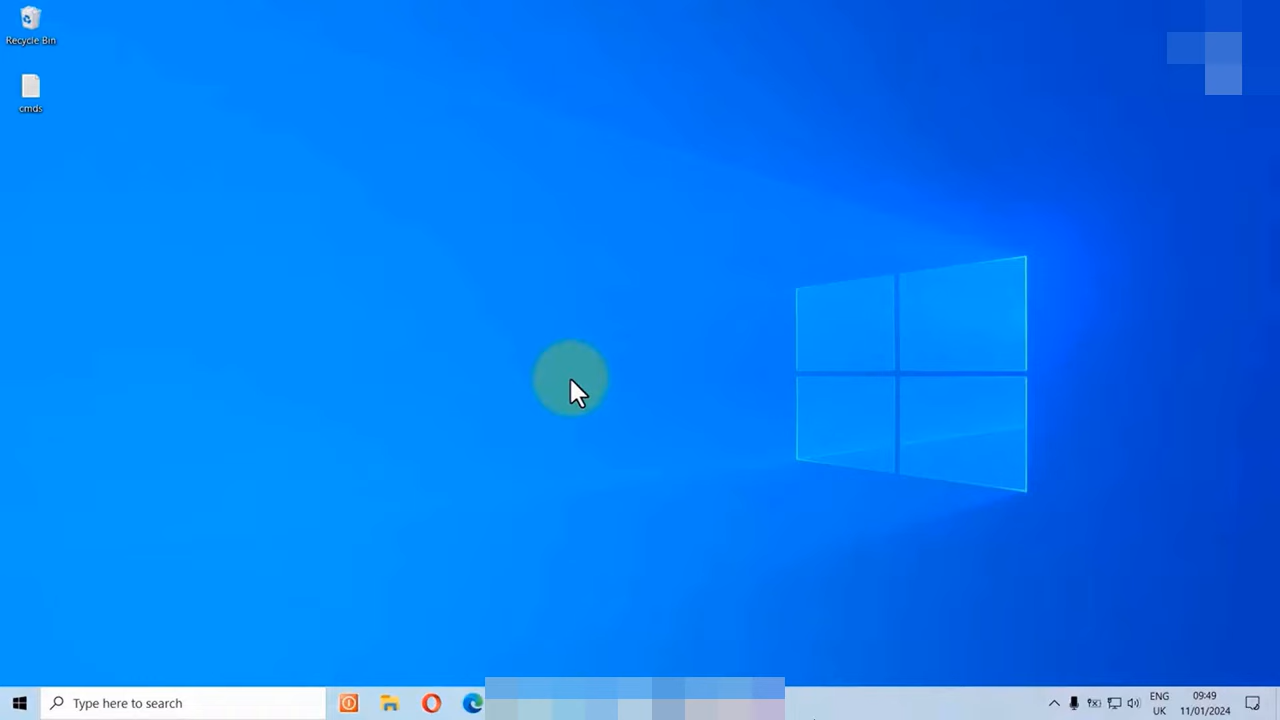 Recycle Bin
cmds
Type here to search
ENG
UK
09:49
11/01/2024